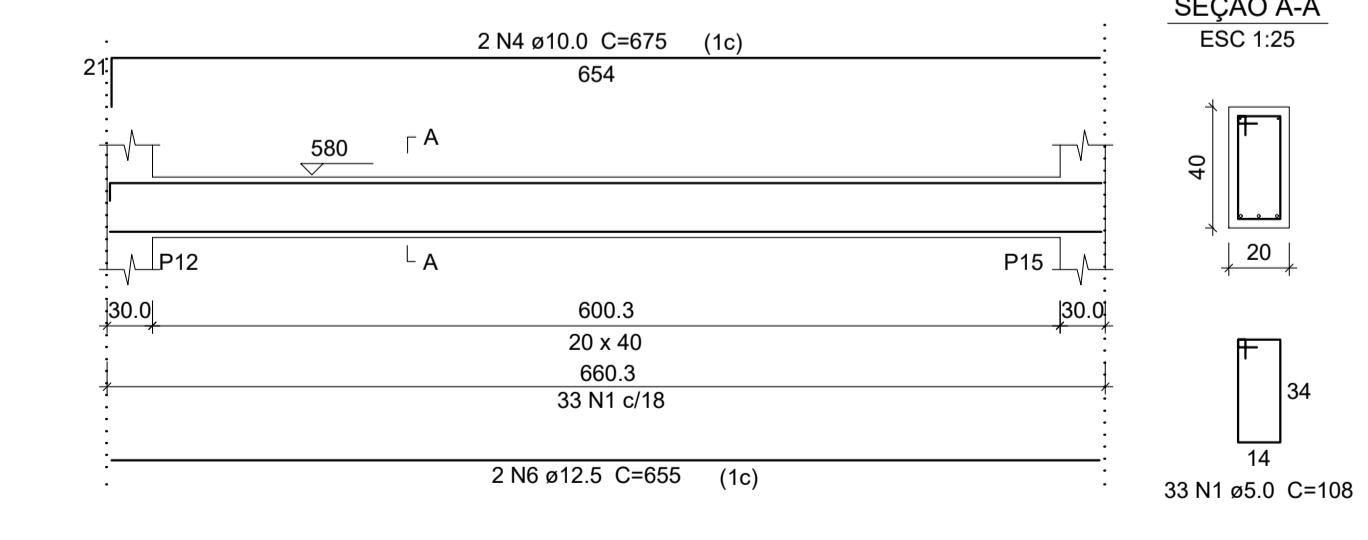 SEÇÃO A-A
ESC 1:25
2 N4 ø10.0 C=675 (1c)
21
654
A
580
40
20
P12
A
P15
30.0
600.3
30.0
20 x 40
660.3
33 N1 c/18
34
14
2 N6 ø12.5 C=655 (1c)
33 N1 ø5.0 C=108